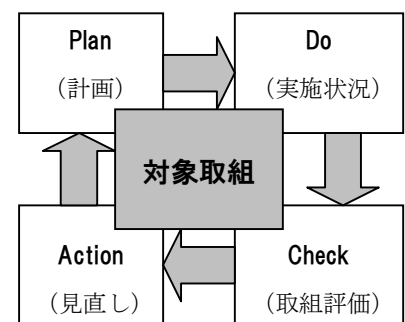 Plan
（計画）
Do
（実施状況）
対象取組
Action
（見直し）
Check
（取組評価）